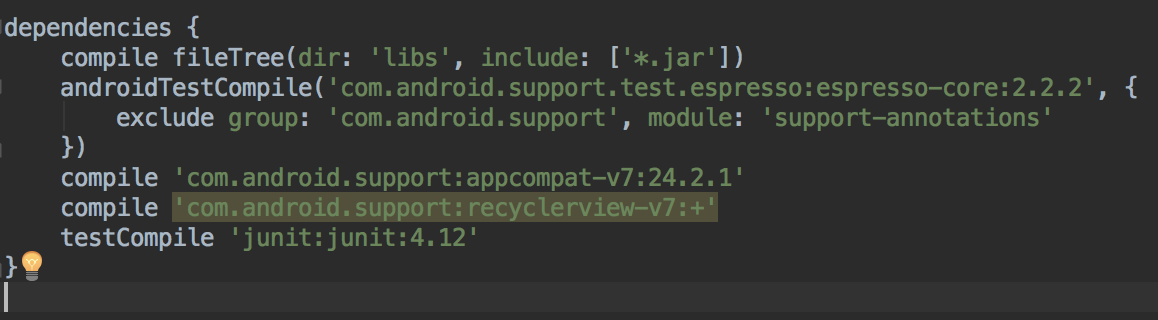 dependencies {
    compile fileTree(dir: 'libs', include: ['*.jar'])
    androidTestCompile('com.android.support.test.espresso:espresso-core:2.2.2', {
        exclude group: 'com.android.support', module: 'support-annotations'
    })
    compile 'com.android.support:appcompat-v7:24.2.1'
    compile 'com.android.support:recyclerview-v7:+'
    testCompile 'junit:junit:4.12'
}